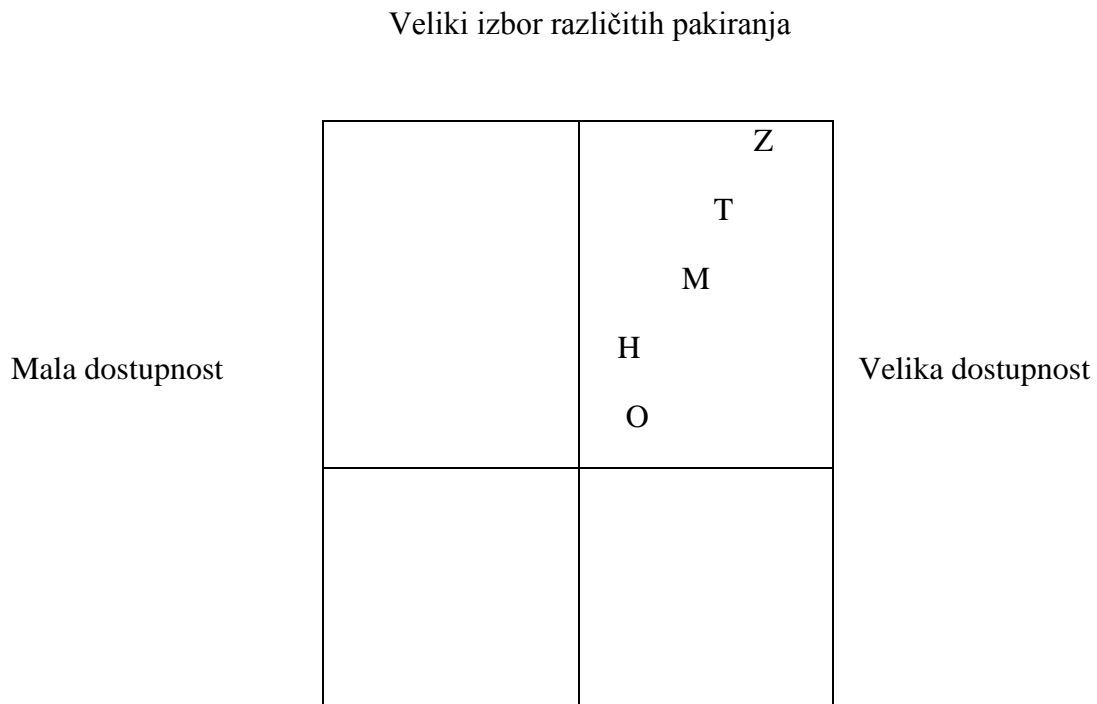 Veliki izbor različitih pakiranja
Z
T
M
H
Mala dostupnost
Velika dostupnost
O